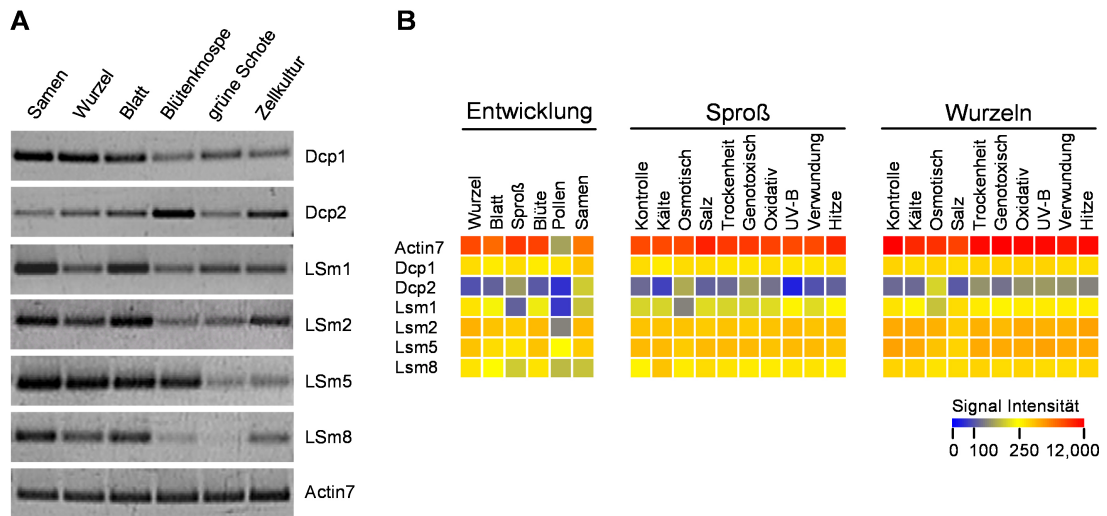 A
Samen Wurzel Blatt Blütenknospe grüne Schote Zellkultur
Dcp1
Dcp2
LSm1
LSm2
LSm5
LSm8
Actin7
B
Entwicklung Sproß Wurzeln
Wurzel Blatt Sproß Blüte Pollen Samen Kontrolle Kälte Osmotisch Salz Trockenheit Genotoxisch Oxidativ UV-B Verwundung Hitze Kontrolle Kälte Osmotisch Salz Trockenheit Genotoxisch Oxidativ UV-B Verwundung Hitze
Actin7
Dcp1
Dcp2
Lsm1
Lsm2
Lsm5
Lsm8
Signal Intensität
0 100 250 12,000